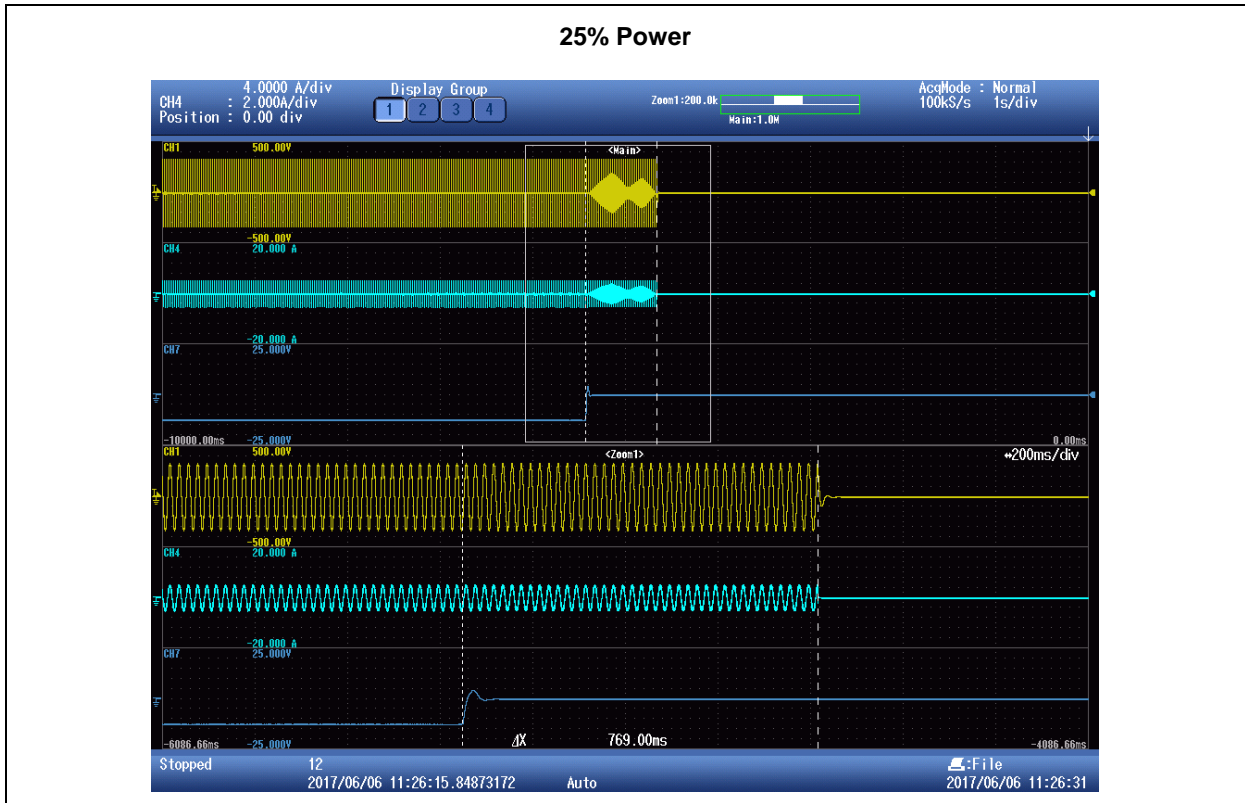 25% Power
4.0000 A/div
CH4 : 2.000A/div
Position : 0.00 div
Display Group
1 2 3 4
Zoom1:200.0k
Main:1.0M
AcqMode : Normal
100kS/s 1s/div
CH1 500.00V
<Main>
-500.00V
CH4 20.000 A
-20.000 A
CH7 25.000V
-10000.00ms -25.000V 0.00ms
CH1 500.00V
<Zoom1>
↔200ms/div
-500.00V
CH4 20.000 A
-20.000 A
CH7 25.000V
ΔX 769.00ms
-6086.66ms -25.000V -4086.66ms
Stopped 12
2017/06/06 11:26:15.84873172 Auto
:File
2017/06/06 11:26:31